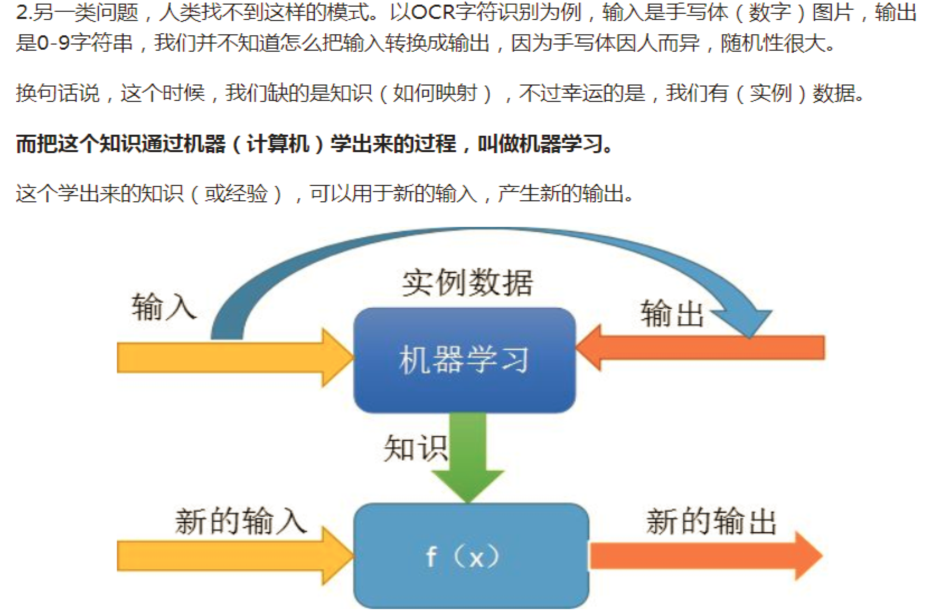 2.另一类问题，人类找不到这样的模式。以OCR字符识别为例，输入是手写体（数字）图片，输出
是0-9字符串，我们并不知道怎么把输入转换成输出，因为手写体因人而异，随机性很大。
换句话说，这个时候，我们缺的是知识（如何映射），不过幸运的是，我们有（实例）数据。
而把这个知识通过机器（计算机）学出来的过程，叫做机器学习。
这个学出来的知识（或经验），可以用于新的输入，产生新的输出。
实例数据
输入
输出
机器学习
知识
新的输入
新的输出
f（x）